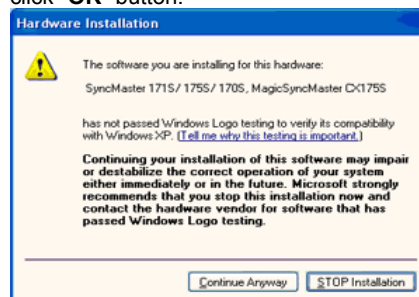 click "OK" button.
Hardware Installation
The software you are installing for this hardware:
SyncMaster 171S/ 175S/ 170S, MagicSyncMaster CX175S
has not passed Windows Logo testing to verify its compatibility
with Windows XP. (Tell me why this testing is important.)
Continuing your installation of this software may impair
or destabilize the correct operation of your system
either immediately or in the future. Microsoft strongly
recommends that you stop this installation now and
contact the hardware vendor for software that has
passed Windows Logo testing.
Continue Anyway
STOP Installation